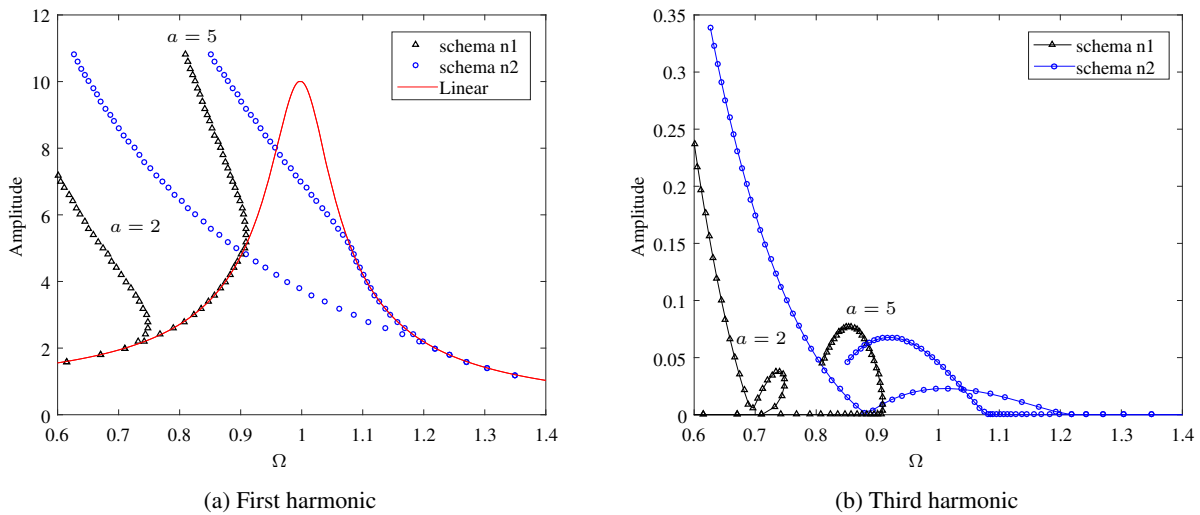 12
10
8
6
4
2
0
0.6 0.7 0.8 0.9 1 1.1 1.2 1.3 1.4
Amplitude
Ω
a = 5
a = 2
schema n1
schema n2
Linear
(a) First harmonic
0.35
0.3
0.25
0.2
0.15
0.1
0.05
0
0.6 0.7 0.8 0.9 1 1.1 1.2 1.3 1.4
Amplitude
Ω
a = 5
a = 2
schema n1
schema n2
(b) Third harmonic